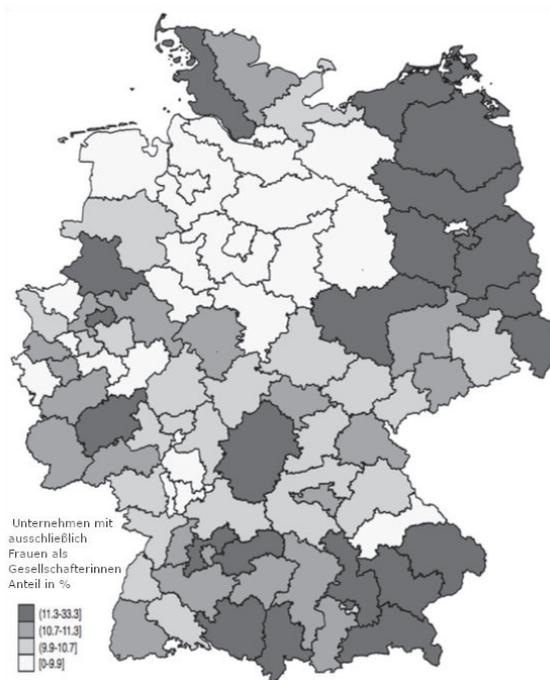 Unternehmen mit
ausschließlich
Frauen als
Gesellschafterinnen
Anteil in %
(11.3-33.3]
(10.7-11.3]
(9.9-10.7]
[0-9.9]